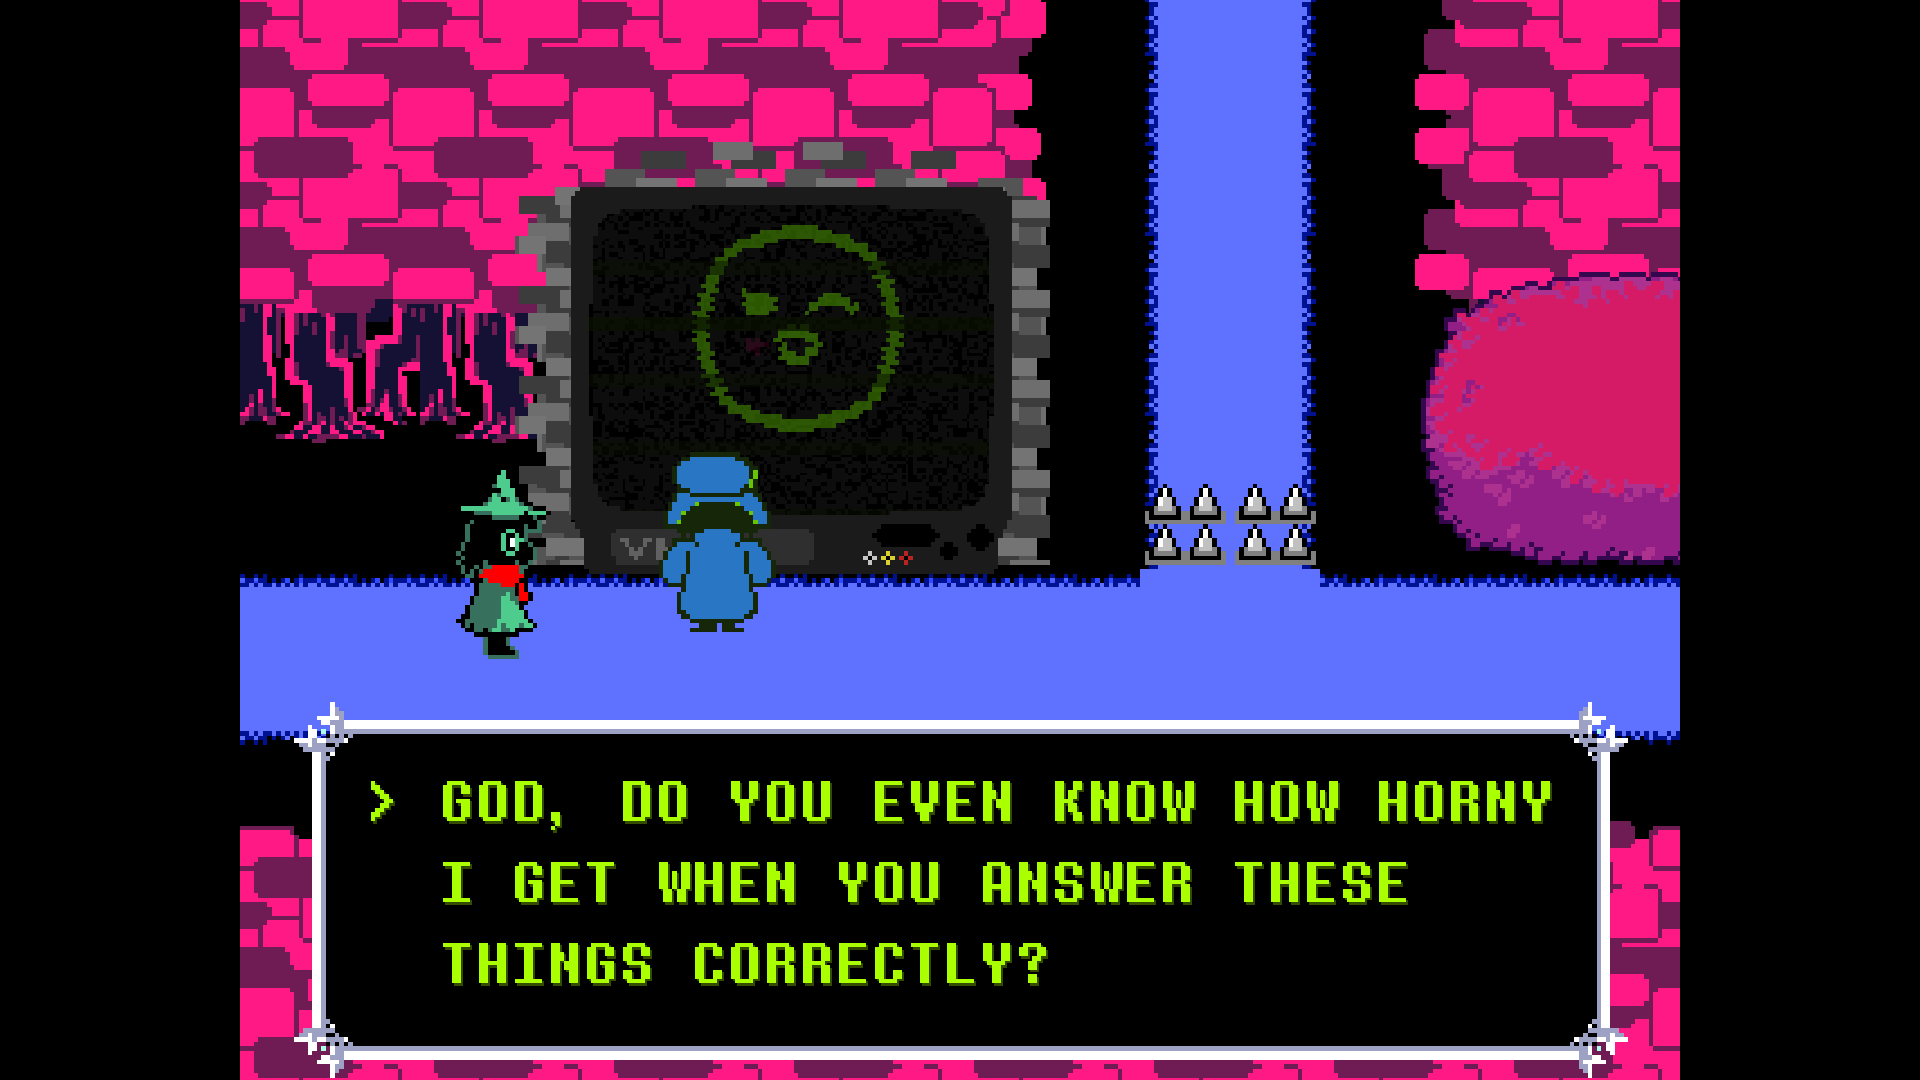 > GOD, DO YOU EVEN KNOW HOW HORNY
I GET WHEN YOU ANSWER THESE
THINGS CORRECTLY?